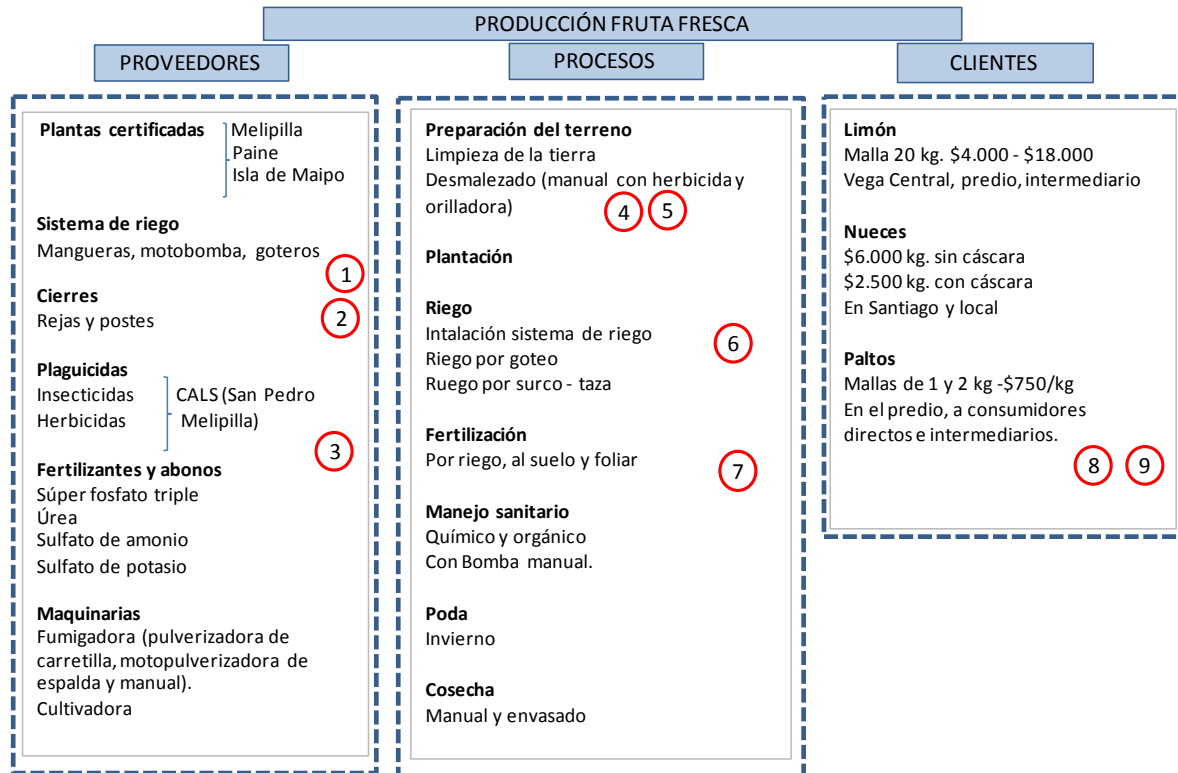 PRODUCCIÓN FRUTA FRESCA
PROVEEDORES
Plantas certificadas
Melipilla
Paine
Isla de Maipo
Sistema de riego
Mangueras, motobomba, goteros
1
Cierres
Rejas y postes
2
Plaguicidas
Insecticidas
Herbicidas
CALS (San Pedro
Melipilla)
3
Fertilizantes y abonos
Súper fosfato triple
Úrea
Sulfato de amonio
Sulfato de potasio
Maquinarias
Fumigadora (pulverizadora de
carretilla, motopulverizadora de
espalda y manual).
Cultivadora
PROCESOS
Preparación del terreno
Limpieza de la tierra
Desmalezado (manual con herbicida y
orilladora)
4 5
Plantación
Riego
Intalación sistema de riego
6
Riego por goteo
Ruego por surco - taza
Fertilización
Por riego, al suelo y foliar
7
Manejo sanitario
Químico y orgánico
Con Bomba manual.
Poda
Invierno
Cosecha
Manual y envasado
CLIENTES
Limón
Malla 20 kg. $4.000 - $18.000
Vega Central, predio, intermediario
Nueces
$6.000 kg. sin cáscara
$2.500 kg. con cáscara
En Santiago y local
Paltos
Mallas de 1 y 2 kg -$750/kg
En el predio, a consumidores
directos e intermediarios.
8 9